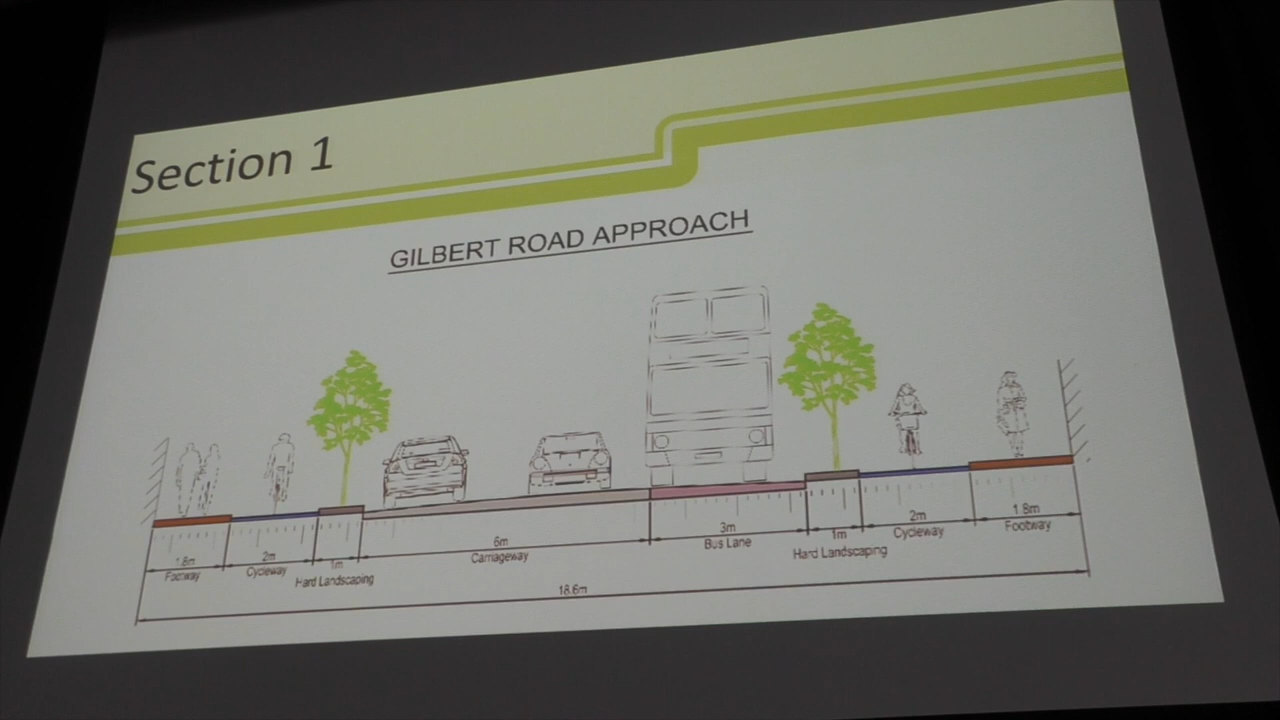 Section 1
GILBERT ROAD APPROACH
1.8m
Footway
2m
Cycleway
1m
Hard Landscaping
6m
Carriageway
3m
Bus Lane
1m
Hard Landscaping
2m
Cycleway
1.8m
Footway
18.6m